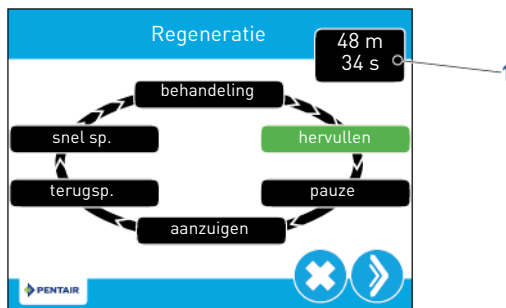 Regeneratie
48 m
34 s
1
behandeling
snel sp.
hervullen
terugsp.
pauze
aanzuigen
PENTAIR